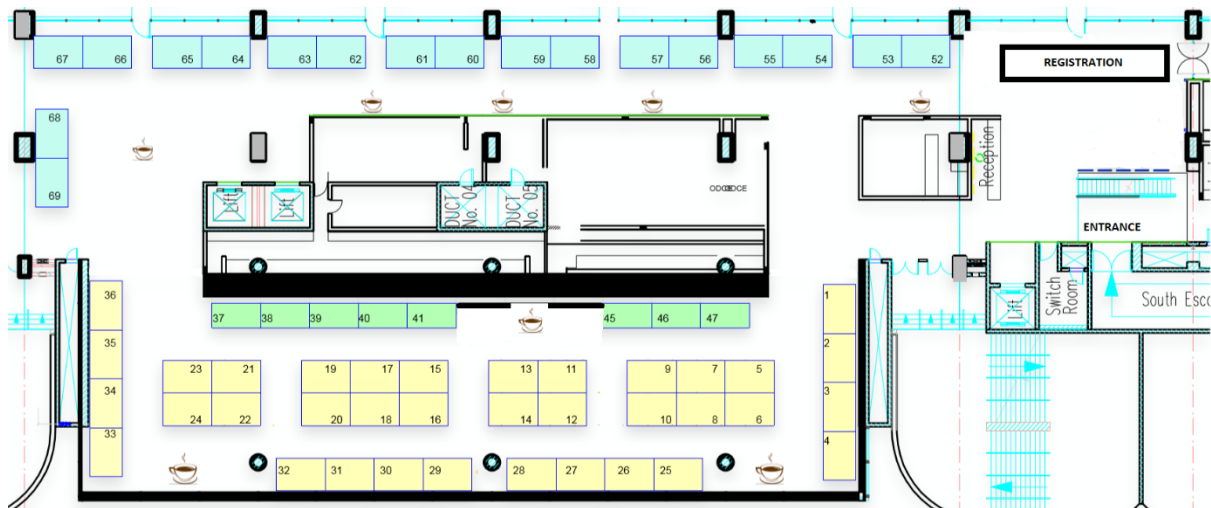 67 66 65 64 63 62 61 60 59 58 57 56 55 54 53 52
REGISTRATION
68
69
Reception
Lift
Lift
DUCT
No. 04
DUCT
No. 05
ENTRANCE
36
35
34
33
37 38 39 40 41 45 46 47
1
2
3
4
Lift
Switch
Room
South Esc
23 21 19 17 15 13 11 9 7 5
24 22 20 18 16 14 12 10 8 6
32 31 30 29 28 27 26 25